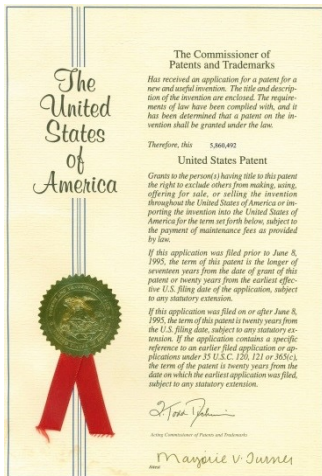 The
United
States
of
America
The Commissioner of
Patents and Trademarks
Has received an application for a patent for a
new and useful invention. The title and descrip-
tion of the invention are enclosed. The require-
ments of law have been complied with, and it
has been determined that a patent on the in-
vention shall be granted under the law.
Therefore, this 5,860,492
United States Patent
Grants to the person(s) having title to this patent
the right to exclude others from making, using,
offering for sale, or selling the invention
throughout the United States of America or im-
porting the invention into the United States of
America for the term set forth below, subject
to the payment of maintenance fees as provided
by law.
If this application was filed prior to June 8,
1995, the term of this patent is the longer of
seventeen years from the date of grant of this
patent or twenty years from the earliest effec-
tive U.S. filing date of the application, subject
to any statutory extension.
If this application was filed on or after June 8,
1995, the term of this patent is twenty years from
the U.S. filing date, subject to any statutory ex-
tension. If the application contains a specific
reference to an earlier filed application or ap-
plications under 35 U.S.C. 120, 121 or 365(c),
the term of the patent is twenty years from the
date on which the earliest application was filed,
subject to any statutory extension.
Acting Commissioner of Patents and Trademarks
Marjorie V. Turner